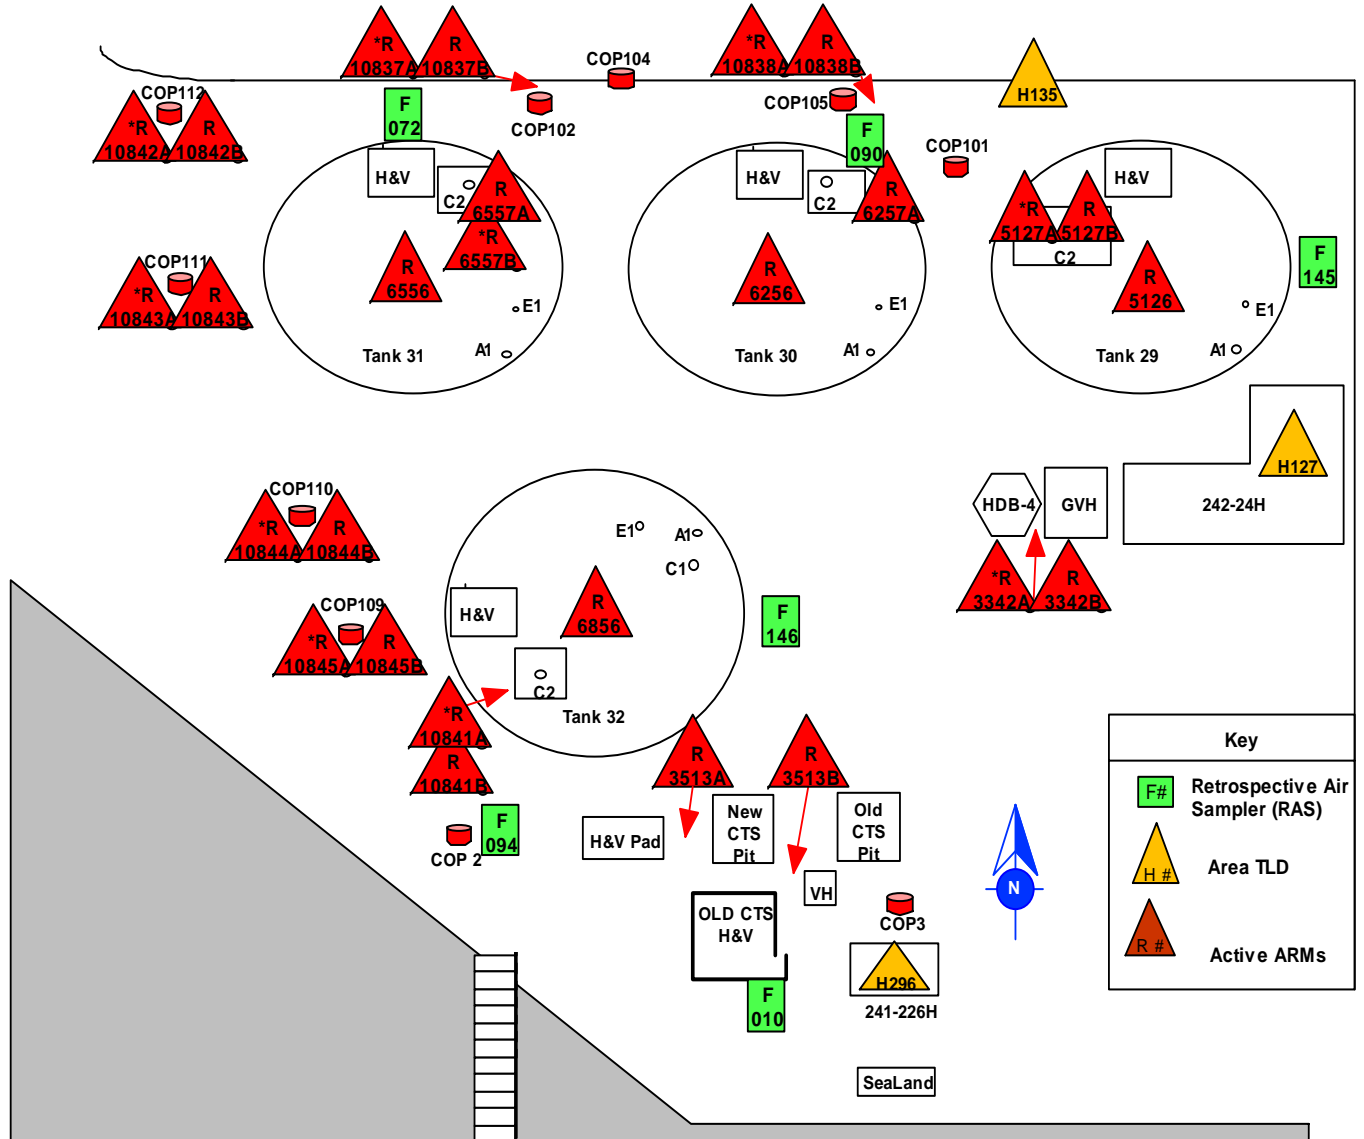 *R
10837A
R
10837B
COP104
*R
10838A
R
10838B
H135
COP112
*R
10842A
R
10842B
F
072
COP102
COP105
F
090
COP101
H&V
C2
R
6557A
*R
6557B
R
6556
E1
A1
Tank 31
H&V
C2
R
6257A
R
6256
E1
A1
Tank 30
*R
5127A
R
5127B
H&V
C2
R
5126
E1
A1
Tank 29
F
145
COP111
*R
10843A
R
10843B
H127
242-24H
HDB-4
GVH
*R
3342A
R
3342B
COP110
*R
10844A
R
10844B
E1
A1
C1
H&V
R
6856
C2
Tank 32
F
146
COP109
*R
10845A
R
10845B
*R
10841A
R
10841B
COP 2
F
094
R
3513A
R
3513B
H&V Pad
New
CTS
Pit
Old
CTS
Pit
VH
OLD CTS
H&V
F
010
COP3
H296
241-226H
SeaLand
N
Key
F#
Retrospective Air
Sampler (RAS)
H #
Area TLD
R #
Active ARMs